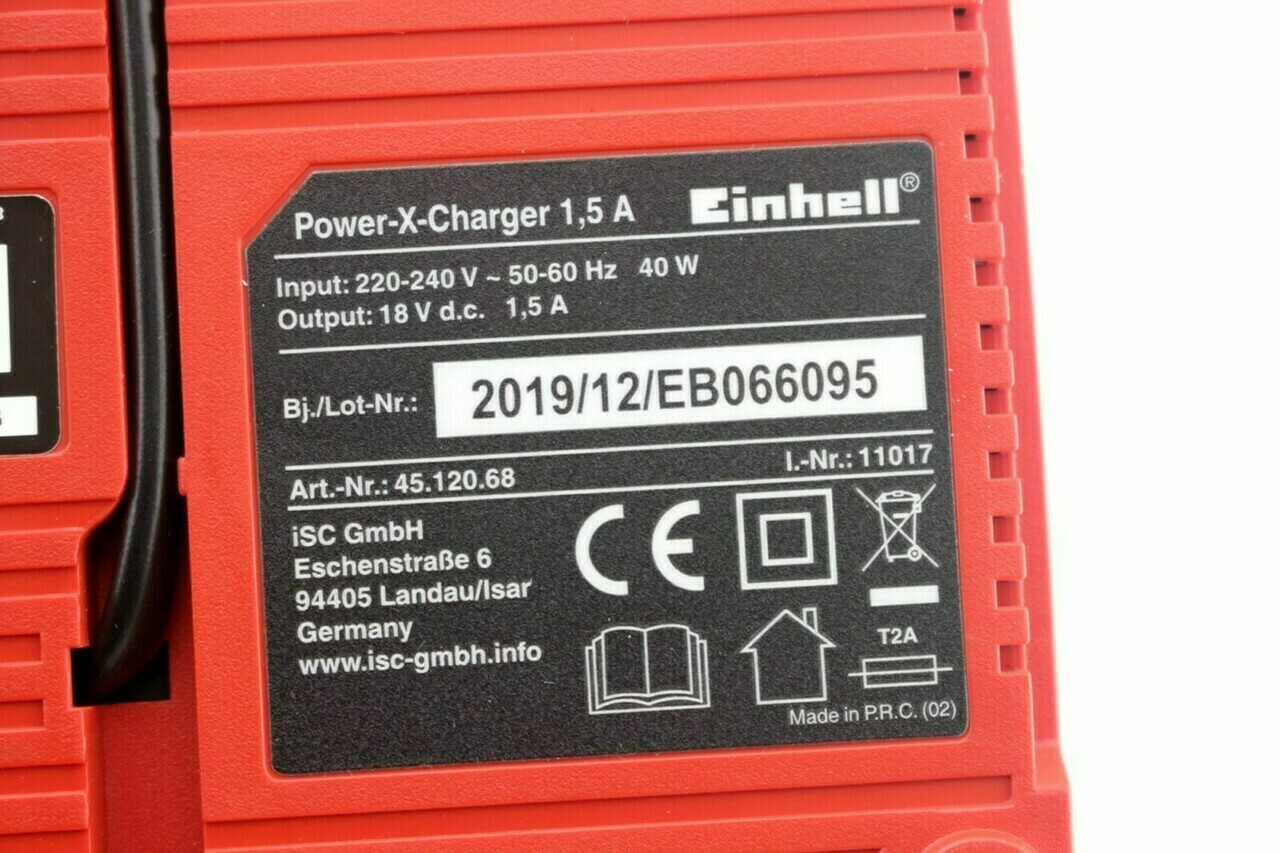 Power-X-Charger 1,5 A
Einhell®
Input: 220-240 V ~ 50-60 Hz 40 W
Output: 18 V d.c. 1,5 A
Bj./Lot-Nr.: 2019/12/EB066095
Art.-Nr.: 45.120.68
I.-Nr.: 11017
iSC GmbH
Eschenstraße 6
94405 Landau/Isar
Germany
www.isc-gmbh.info
CE
T2A
Made in P.R.C. (02)